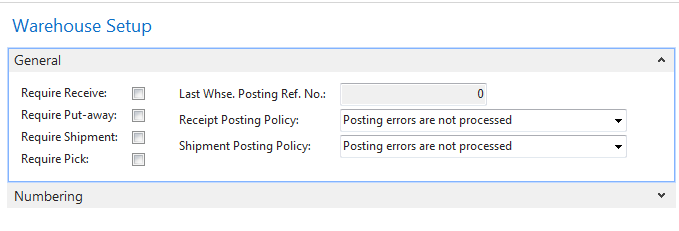 Warehouse Setup
General
Require Receive:
Require Put-away:
Require Shipment:
Require Pick:
Last Whse. Posting Ref. No.: 0
Receipt Posting Policy: Posting errors are not processed
Shipment Posting Policy: Posting errors are not processed
Numbering